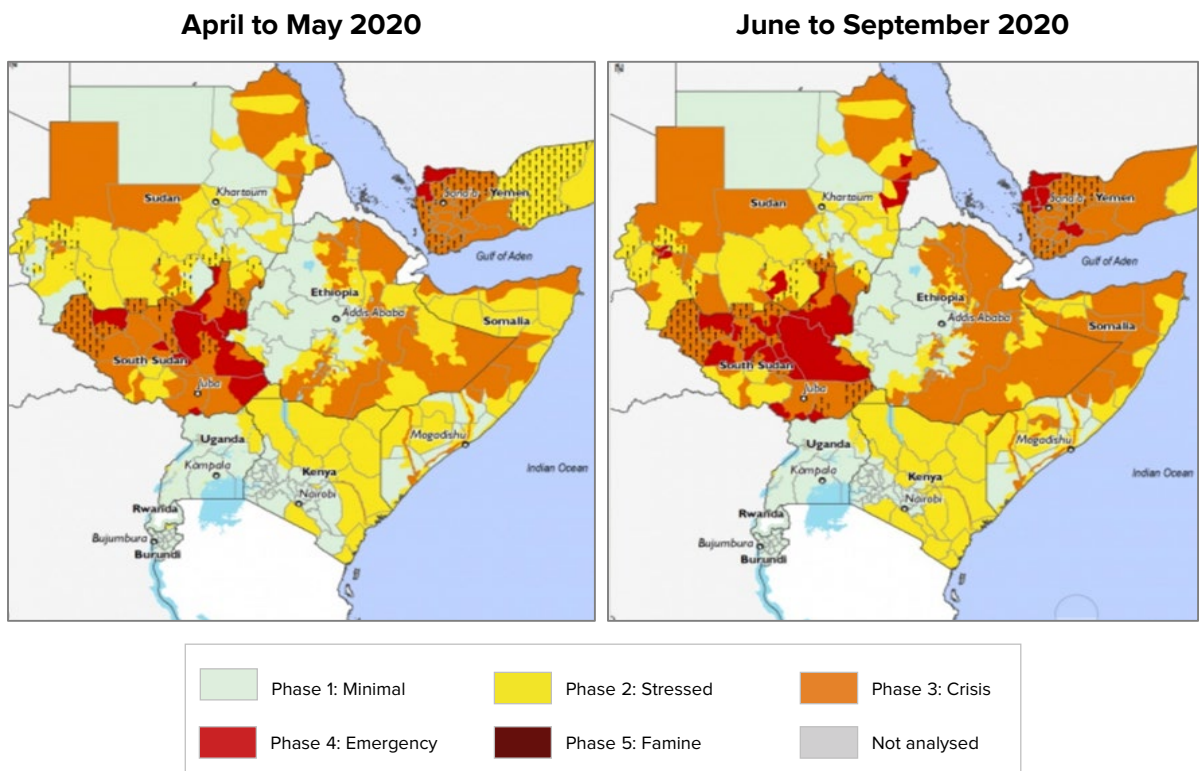 April to May 2020
June to September 2020
Sudan
Khartoum
Sana'a
Yemen
Gulf of Aden
Ethiopia
Addis Ababa
Somalia
South Sudan
Juba
Mogadishu
Uganda
Kampala
Kenya
Nairobi
Indian Ocean
Rwanda
Bujumbura
Burundi
Sudan
Khartoum
Sana'a
Yemen
Gulf of Aden
Ethiopia
Addis Ababa
Somalia
South Sudan
Juba
Mogadishu
Uganda
Kampala
Kenya
Nairobi
Indian Ocean
Rwanda
Bujumbura
Burundi
Phase 1: Minimal
Phase 2: Stressed
Phase 3: Crisis
Phase 4: Emergency
Phase 5: Famine
Not analysed